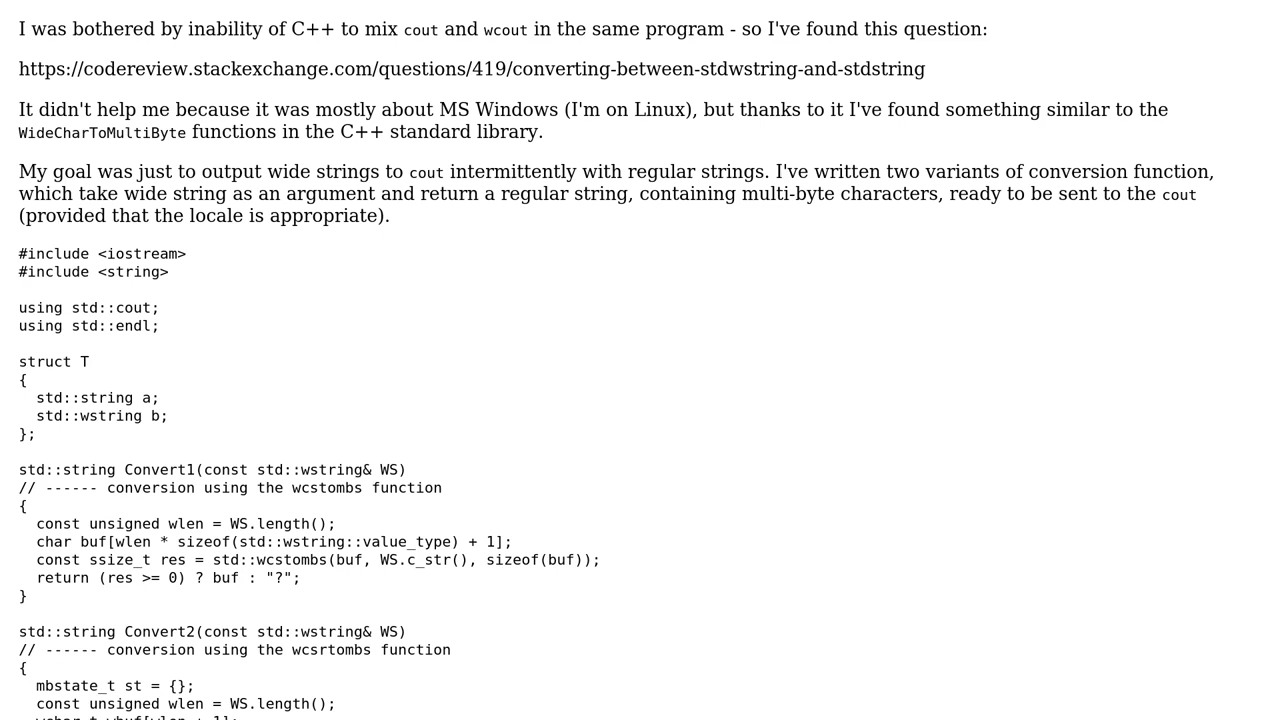 I was bothered by inability of C++ to mix cout and wcout in the same program - so I've found this question:
https://codereview.stackexchange.com/questions/419/converting-between-stdwstring-and-stdstring
It didn't help me because it was mostly about MS Windows (I'm on Linux), but thanks to it I've found something similar to the
WideCharToMultiByte functions in the C++ standard library.
My goal was just to output wide strings to cout intermittently with regular strings. I've written two variants of conversion function,
which take wide string as an argument and return a regular string, containing multi-byte characters, ready to be sent to the cout
(provided that the locale is appropriate).
#include <iostream>
#include <string>
using std::cout;
using std::endl;
struct T
{
  std::string a;
  std::wstring b;
};
std::string Convert1(const std::wstring& WS)
// ------ conversion using the wcstombs function
{
  const unsigned wlen = WS.length();
  char buf[wlen * sizeof(std::wstring::value_type) + 1];
  const ssize_t res = std::wcstombs(buf, WS.c_str(), sizeof(buf));
  return (res >= 0) ? buf : "?";
}
std::string Convert2(const std::wstring& WS)
// ------ conversion using the wcsrtombs function
{
  mbstate_t st = {};
  const unsigned wlen = WS.length();
  wchar_t wbuf[wlen + 1];